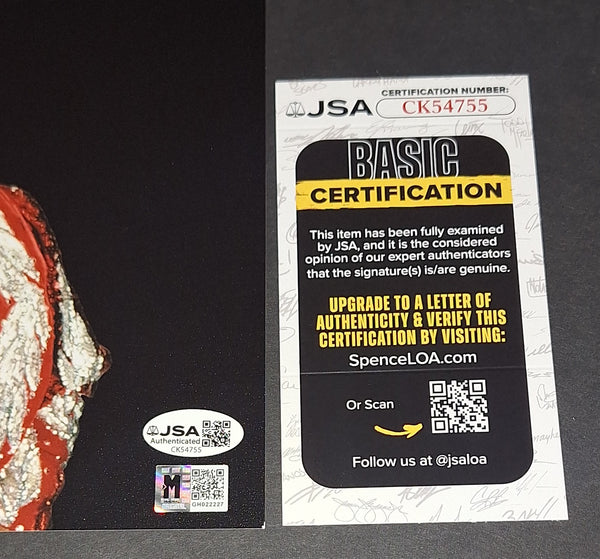 CERTIFICATION NUMBER:
JSA CK54755
BASIC
CERTIFICATION
This item has been fully examined
by JSA, and it is the considered
opinion of our expert authenticators
that the signature(s) is/are genuine.
UPGRADE TO A LETTER OF
AUTHENTICITY & VERIFY THIS
CERTIFICATION BY VISITING:
SpenceLOA.com
Or Scan
Follow us at @jsaloa
JSA
Authenticated
CK54755
M
GH022227